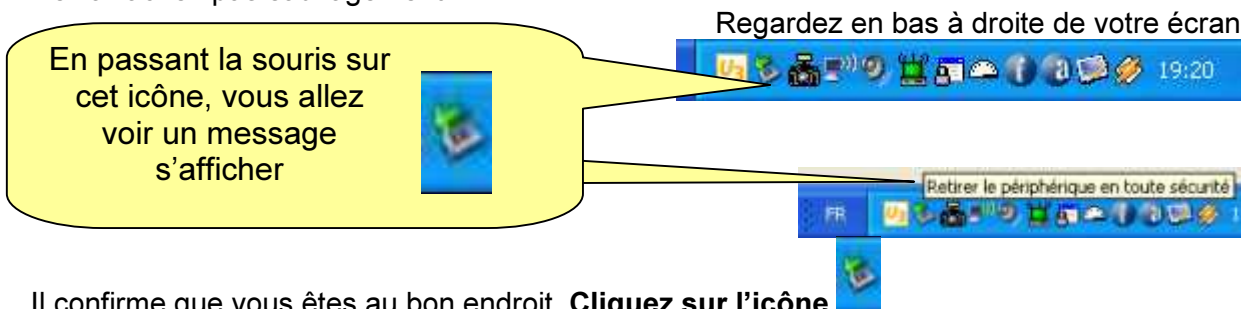 Regardez en bas à droite de votre écran
En passant la souris sur
cet icône, vous allez
voir un message
s'afficher
U3
19:20
Retirer le périphérique en toute sécurité
FR
U3
Il confirme que vous êtes au bon endroit. Cliquez sur l'icône